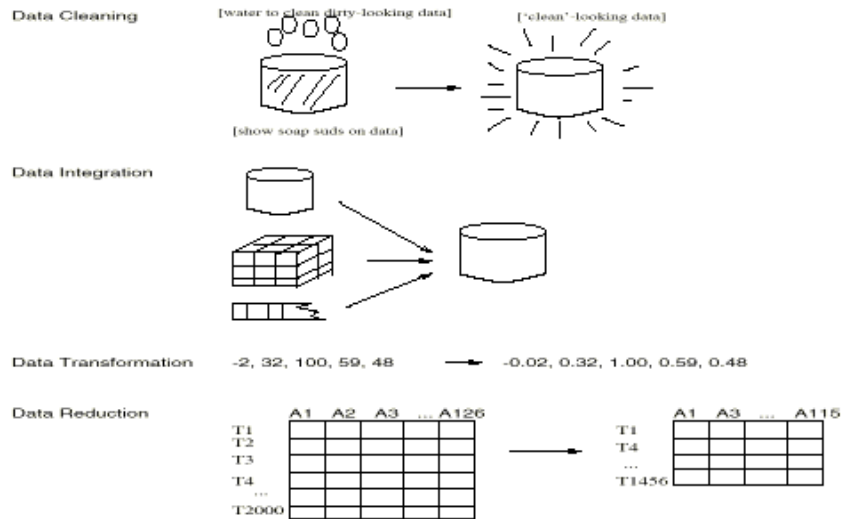 Data Cleaning
[water to clean dirty-looking data]
['clean'-looking data]
[show soap suds on data]
Data Integration
Data Transformation -2, 32, 100, 59, 48 -0.02, 0.32, 1.00, 0.59, 0.48
Data Reduction
A1 A2 A3 ... A126
T1
T2
T3
T4
...
T2000
A1 A3 ... A115
T1
T4
...
T1456